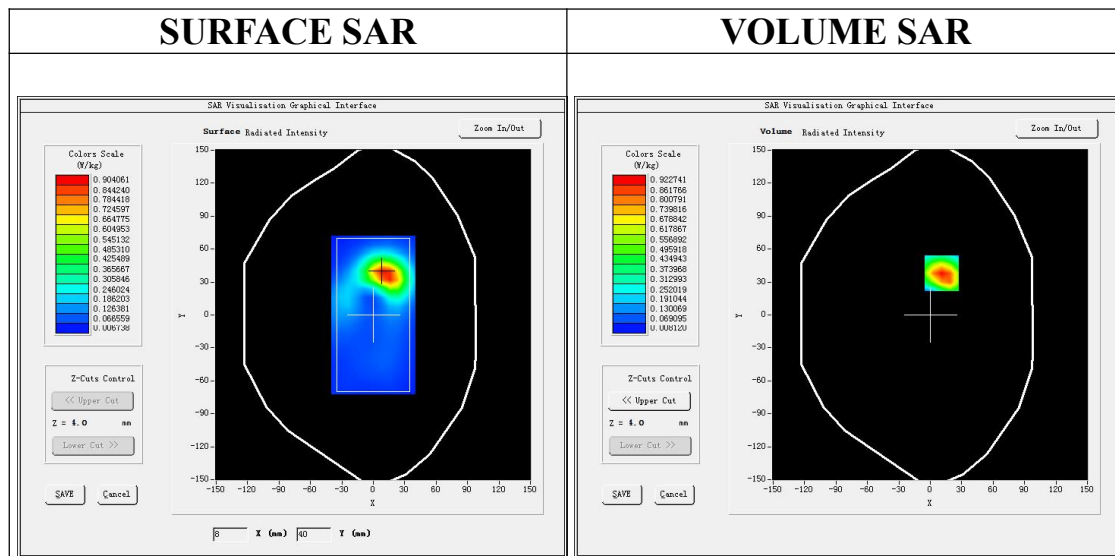 SURFACE SAR
VOLUME SAR
SAR Visualisation Graphical Interface
Surface Radiated Intensity
Zoom In/Out
Colors Scale
(W/kg)
0.904061
0.844240
0.784418
0.724597
0.664775
0.604953
0.545132
0.485310
0.425489
0.365667
0.305846
0.246024
0.186203
0.126381
0.066559
0.006738
Z-Cuts Control
<< Upper Cut
Z = 4.0 mm
Lower Cut >>
SAVE Cancel
150
120
90
60
30
0
-30
-60
-90
-120
-150
Y
-150 -120 -90 -60 -30 0 30 60 90 120 150
X
8 X (mm) 40 Y (mm)
SAR Visualisation Graphical Interface
Volume Radiated Intensity
Zoom In/Out
Colors Scale
(W/kg)
0.922741
0.861766
0.800791
0.739816
0.678842
0.617867
0.556892
0.495918
0.434943
0.373968
0.312993
0.252019
0.191044
0.130069
0.069095
0.008120
Z-Cuts Control
<< Upper Cut
Z = 4.0 mm
Lower Cut >>
SAVE Cancel
150
120
90
60
30
0
-30
-60
-90
-120
-150
Y
-150 -120 -90 -60 -30 0 30 60 90 120 150
X